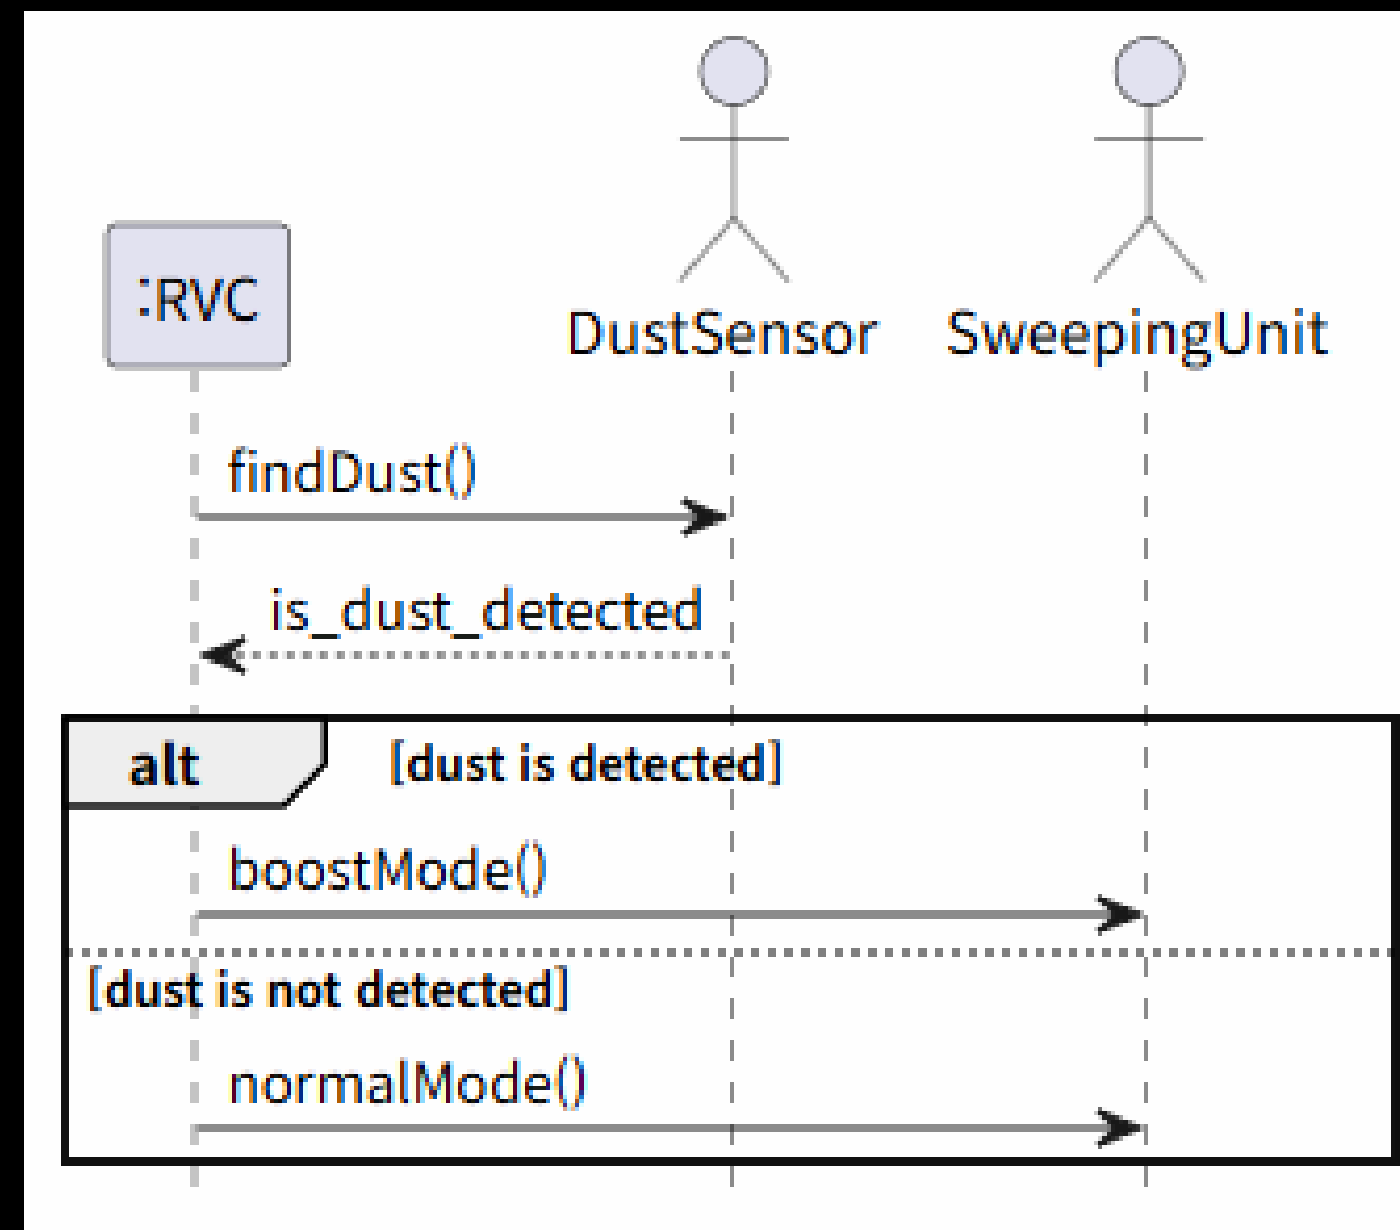 :RVC
DustSensor
SweepingUnit
findDust()
is_dust_detected
alt
[dust is detected]
boostMode()
[dust is not detected]
normalMode()